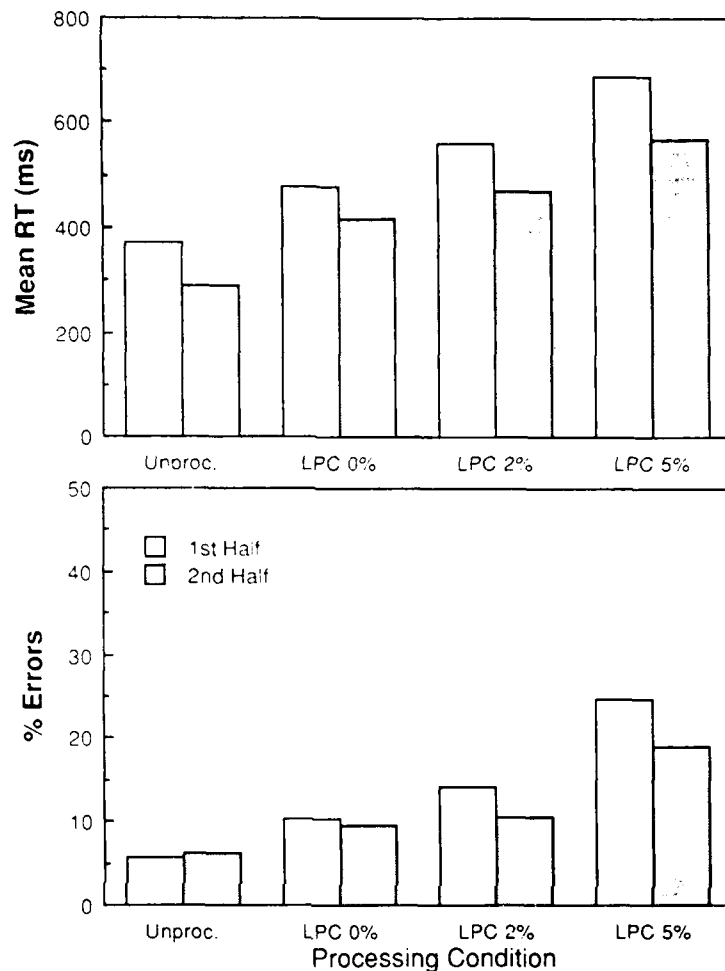 800
600
400
200
0
Mean RT (ms)
Unproc. LPC 0% LPC 2% LPC 5%
50
40
30
20
10
0
% Errors
1st Half
2nd Half
Unproc. LPC 0% LPC 2% LPC 5%
Processing Condition